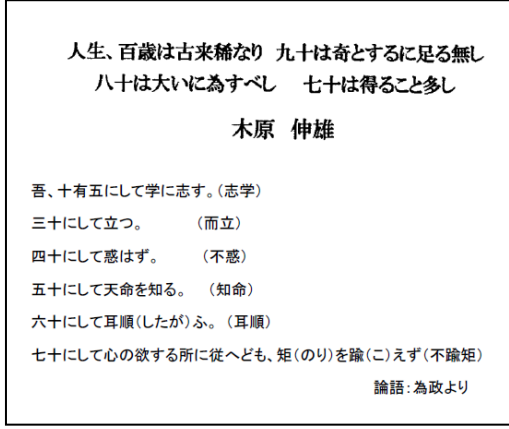 人生、百歳は古来稀なり 九十は奇とするに足る無し
八十は大いに為すべし 七十は得ること多し
木原 伸雄
吾、十有五にして学に志す。(志学)
三十にして立つ。 (而立)
四十にして惑はず。 (不惑)
五十にして天命を知る。 (知命)
六十にして耳順(したが)ふ。(耳順)
七十にして心の欲する所に従へども、矩(のり)を踰(こ)えず(不踰矩)
論語:為政より